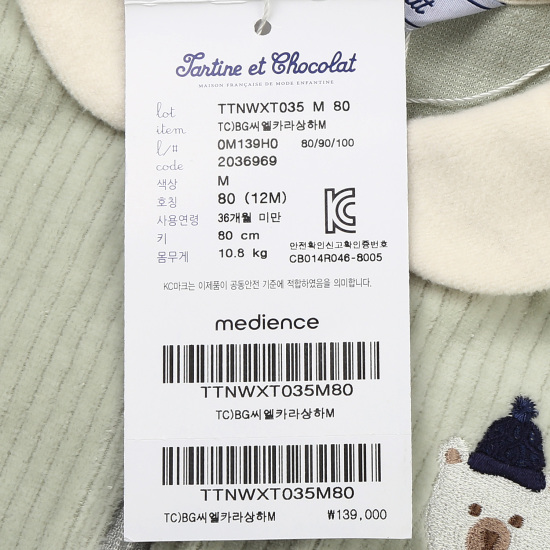 Tartine et Chocolat
MAISON FRANÇAISE DE MODE ENFANTINE
lot TTNWXT035 M 80
item TC)BG씨엘카라상하M
l/# 0M139H0 80/90/100
code 2036969
색상 M
호칭 80 (12M)
사용연령 36개월 미만
키 80 cm
몸무게 10.8 kg
안전확인신고확인증번호
CB014R046-8005
KC마크는 이제품이 공통안전 기준에 적합하였음을 의미합니다.
medience
TTNWXT035M80
TC)BG씨엘카라상하M
TTNWXT035M80
TC)BG씨엘카라상하M ₩139,000